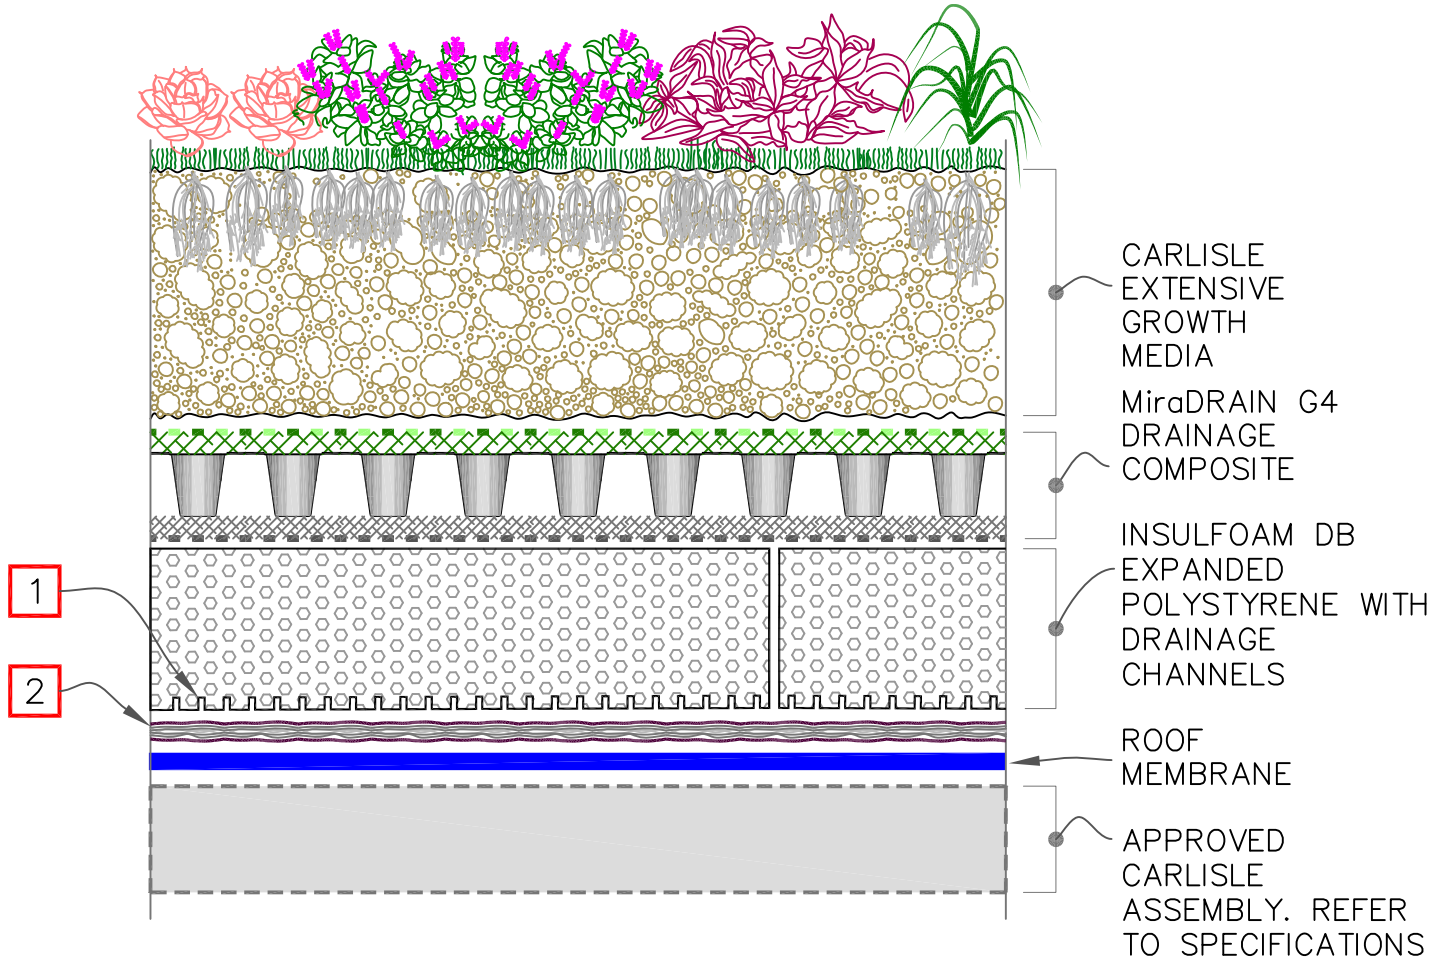 CARLISLE
EXTENSIVE
GROWTH
MEDIA
MiraDRAIN G4
DRAINAGE
COMPOSITE
INSULFOAM DB
EXPANDED
POLYSTYRENE WITH
DRAINAGE
CHANNELS
1
2
ROOF
MEMBRANE
APPROVED
CARLISLE
ASSEMBLY. REFER
TO SPECIFICATIONS